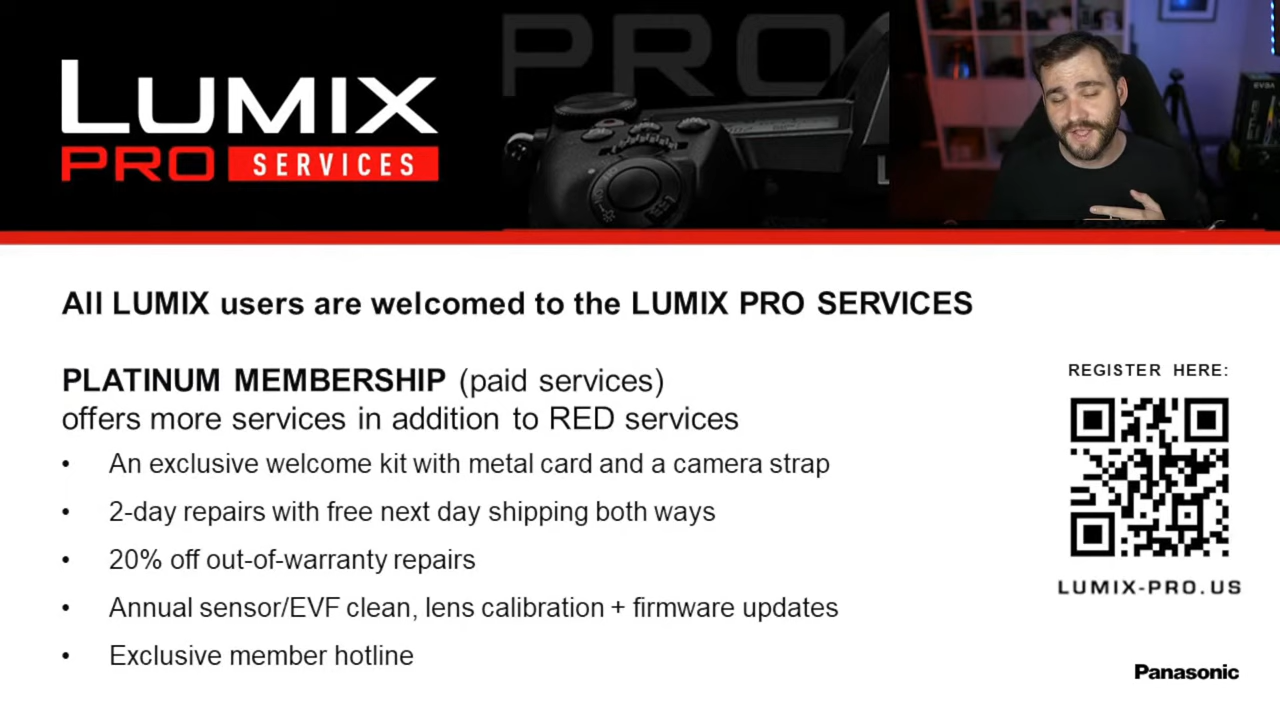 PRO
LUMIX
PRO SERVICES
All LUMIX users are welcomed to the LUMIX PRO SERVICES
PLATINUM MEMBERSHIP (paid services)
offers more services in addition to RED services
• An exclusive welcome kit with metal card and a camera strap
• 2-day repairs with free next day shipping both ways
• 20% off out-of-warranty repairs
• Annual sensor/EVF clean, lens calibration + firmware updates
• Exclusive member hotline
REGISTER HERE:
LUMIX-PRO.US
Panasonic
EVGA